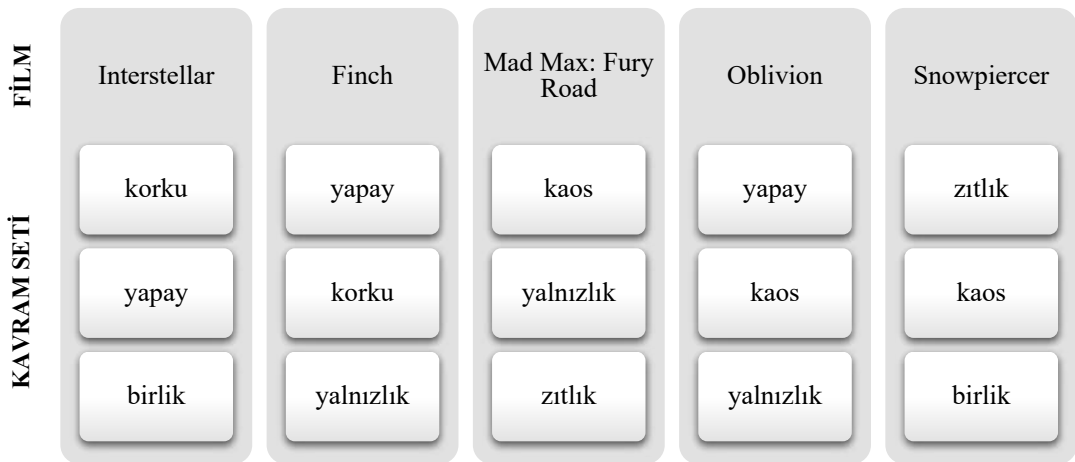 FİLM
Interstellar
Finch
Mad Max: Fury
Road
Oblivion
Snowpiercer
KAVRAM SETİ
korku
yapay
kaos
yapay
zıtlık
yapay
korku
yalnızlık
kaos
kaos
birlik
yalnızlık
zıtlık
yalnızlık
birlik